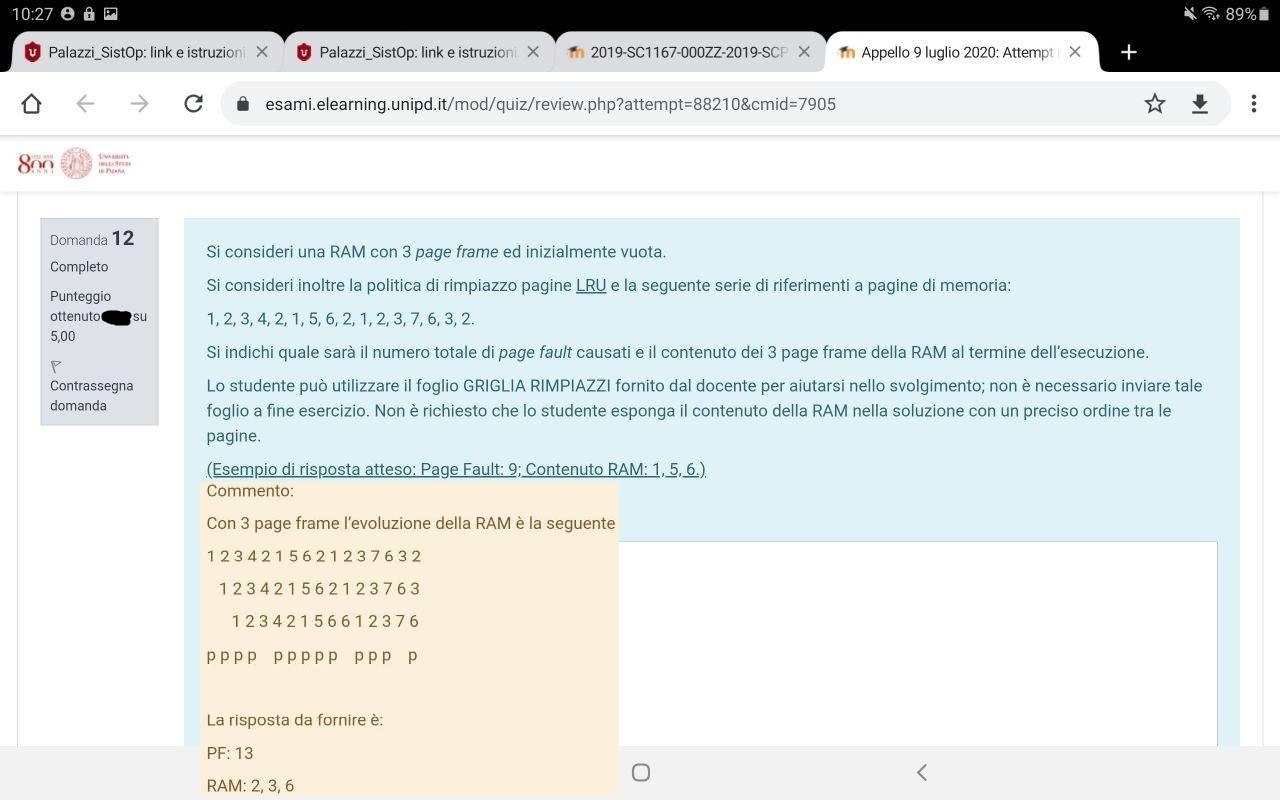 10:27
89%
Palazzi_SistOp: link e istruzioni
Palazzi_SistOp: link e istruzioni
2019-SC1167-000ZZ-2019-SCP
Appello 9 luglio 2020: Attempt
esami.elearning.unipd.it/mod/quiz/review.php?attempt=88210&cmid=7905
800
ANNI
UNIVERSITÀ
DEGLI STUDI
DI PADOVA
Domanda 12
Completo
Punteggio
ottenuto su
5,00
Contrassegna
domanda
Si consideri una RAM con 3 page frame ed inizialmente vuota.
Si consideri inoltre la politica di rimpiazzo pagine LRU e la seguente serie di riferimenti a pagine di memoria:
1, 2, 3, 4, 2, 1, 5, 6, 2, 1, 2, 3, 7, 6, 3, 2.
Si indichi quale sarà il numero totale di page fault causati e il contenuto dei 3 page frame della RAM al termine dell'esecuzione.
Lo studente può utilizzare il foglio GRIGLIA RIMPIAZZI fornito dal docente per aiutarsi nello svolgimento; non è necessario inviare tale
foglio a fine esercizio. Non è richiesto che lo studente esponga il contenuto della RAM nella soluzione con un preciso ordine tra le
pagine.
(Esempio di risposta atteso: Page Fault: 9; Contenuto RAM: 1, 5, 6.)
Commento:
Con 3 page frame l'evoluzione della RAM è la seguente
1 2 3 4 2 1 5 6 2 1 2 3 7 6 3 2
1 2 3 4 2 1 5 6 2 1 2 3 7 6 3
1 2 3 4 2 1 5 6 6 1 2 3 7 6
p p p p p p p p p p p p p
La risposta da fornire è:
PF: 13
RAM: 2, 3, 6